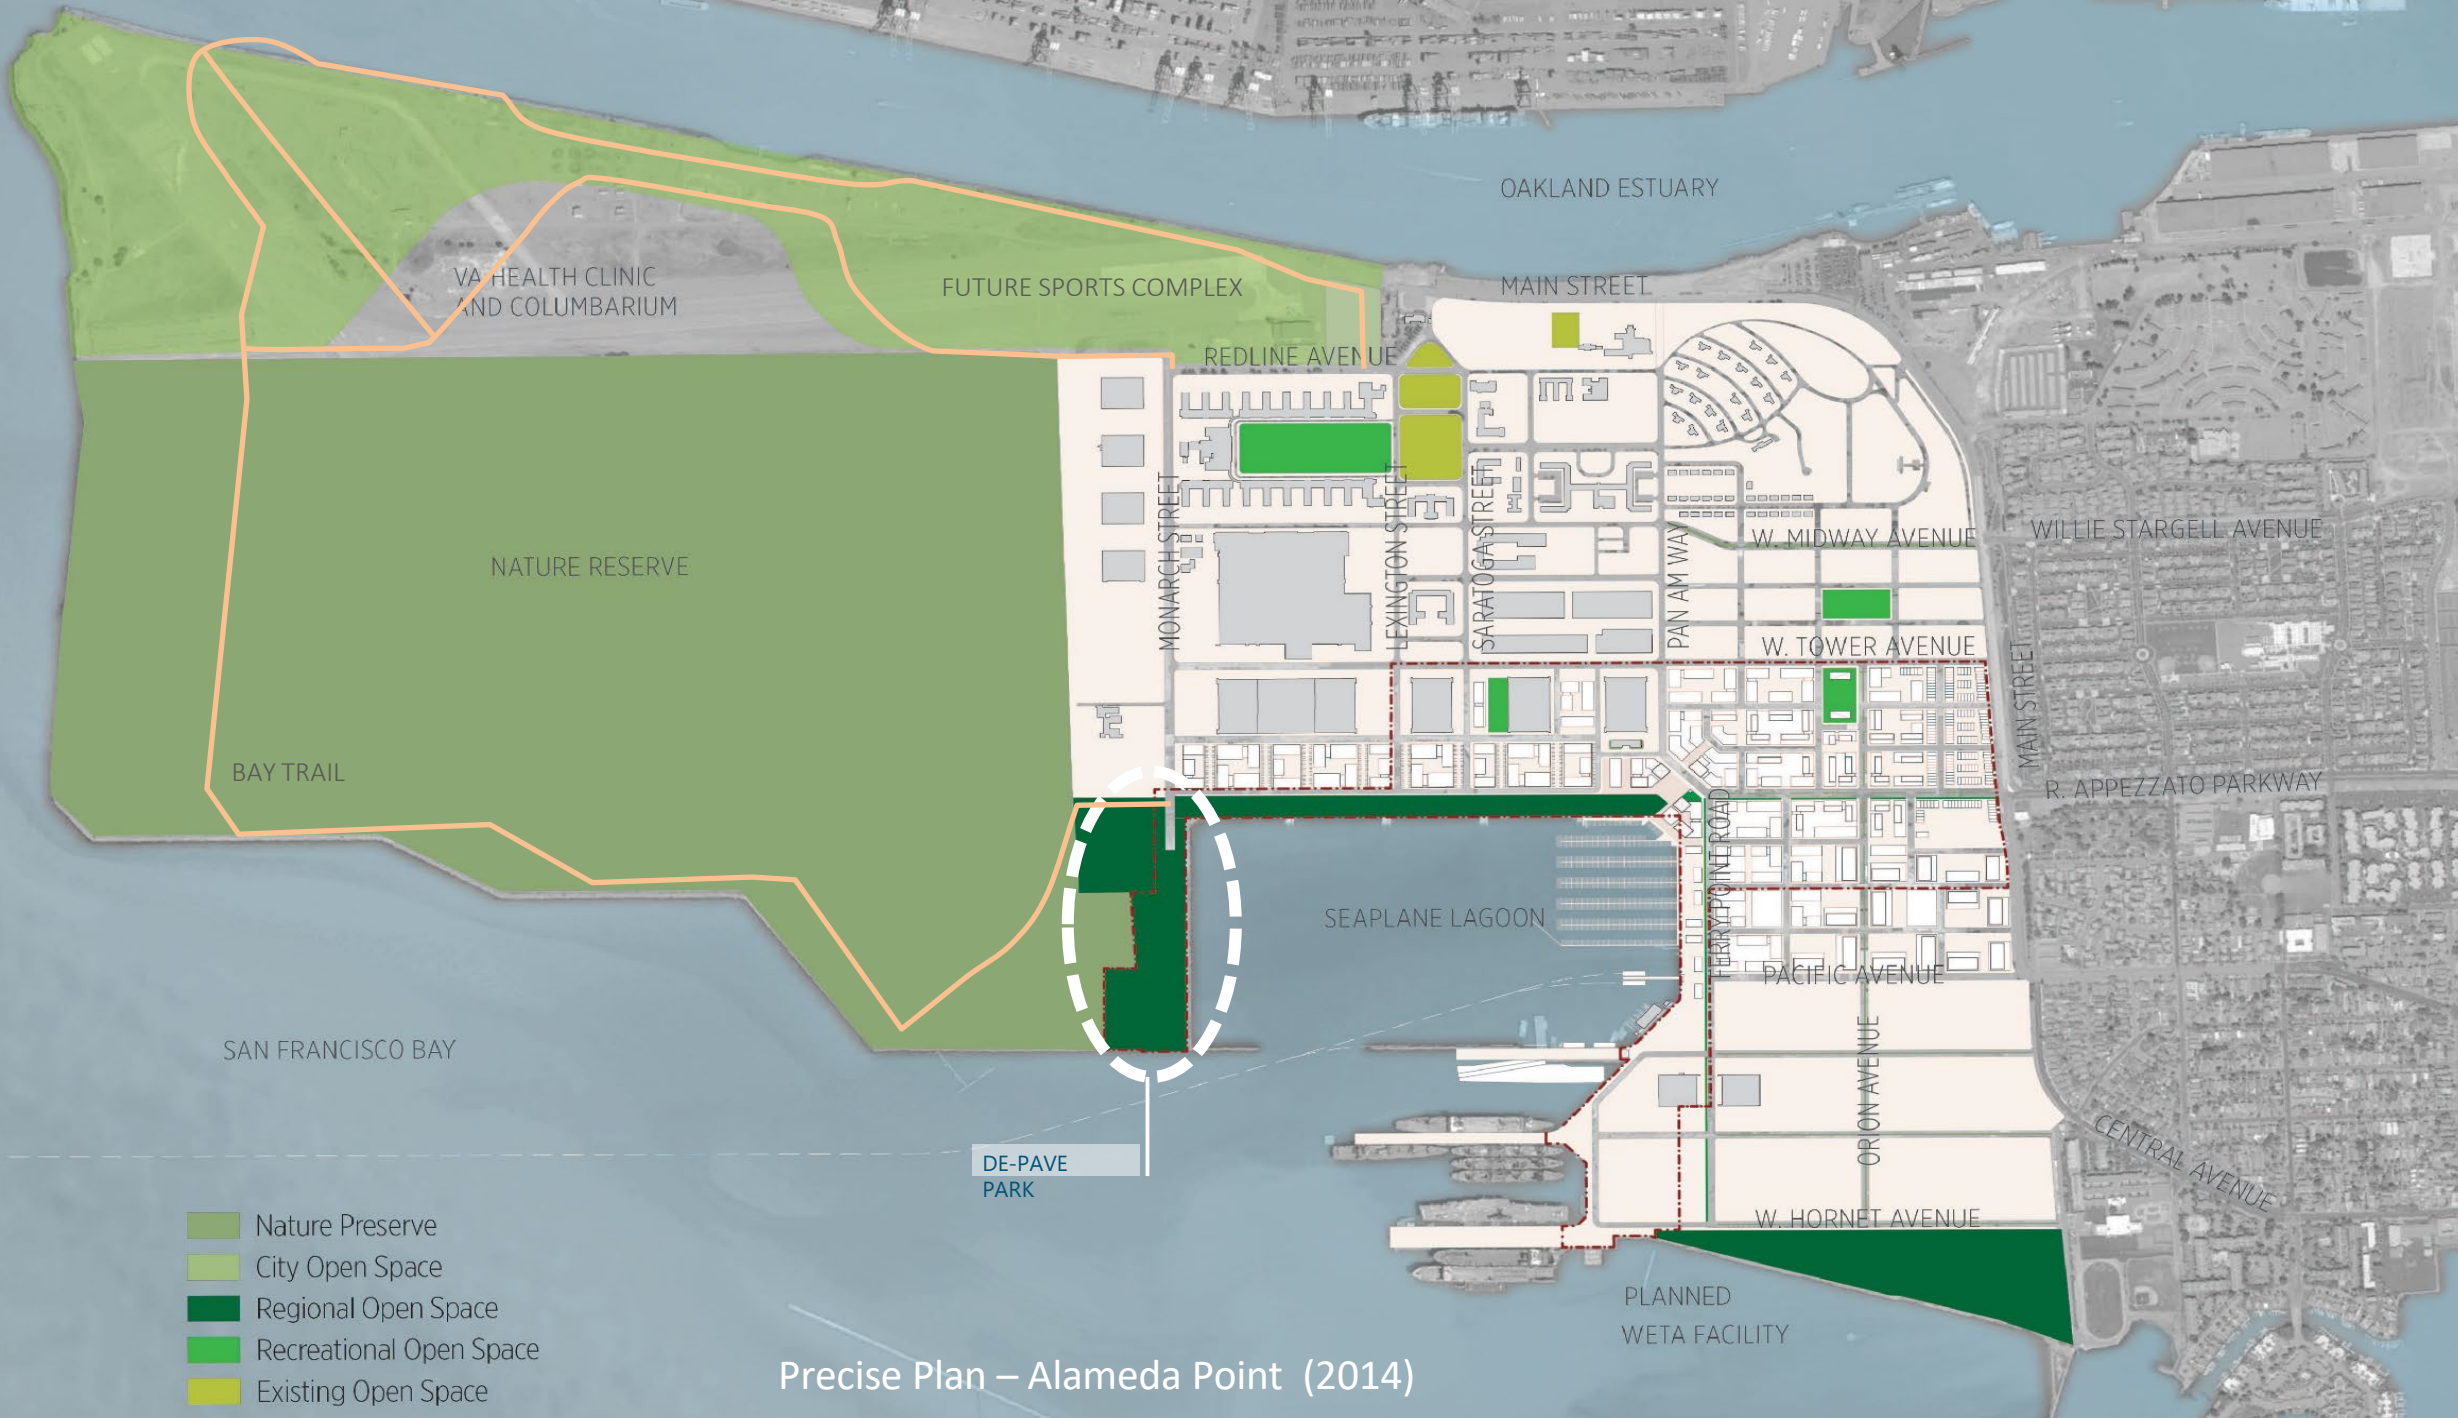 OAKLAND ESTUARY
VA HEALTH CLINIC
AND COLUMBARIUM
FUTURE SPORTS COMPLEX
MAIN STREET
REDLINE AVENUE
NATURE RESERVE
MONARCH STREET
LEXINGTON STREET
SARATOGA STREET
PAN AM WAY
W. MIDWAY AVENUE
WILLIE STARGELL AVENUE
W. TOWER AVENUE
MAIN STREET
BAY TRAIL
R. APPEZZATO PARKWAY
FERRY POINT ROAD
SEAPLANE LAGOON
PACIFIC AVENUE
SAN FRANCISCO BAY
ORION AVENUE
CENTRAL AVENUE
DE-PAVE
PARK
W. HORNET AVENUE
PLANNED
WETA FACILITY
Nature Preserve
City Open Space
Regional Open Space
Recreational Open Space
Existing Open Space
Precise Plan – Alameda Point (2014)